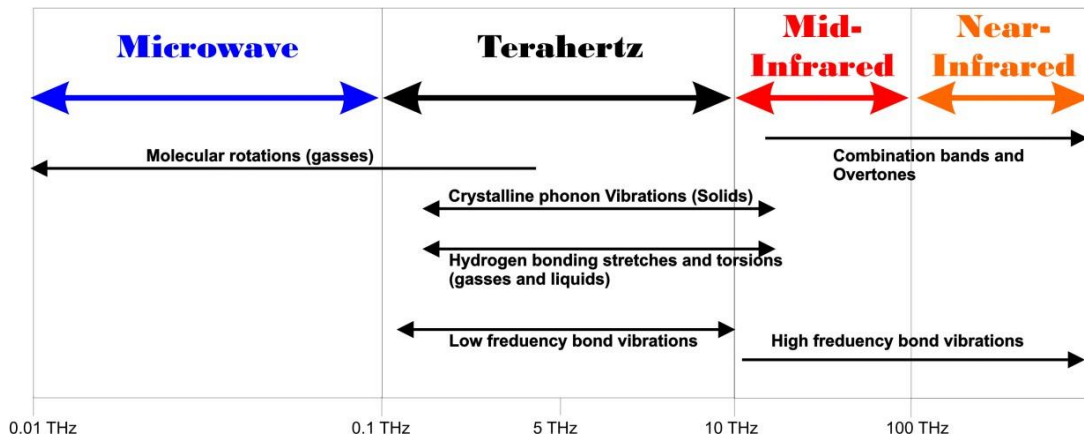 Microwave
Terahertz
Mid-
Infrared
Near-
Infrared
Molecular rotations (gasses)
Combination bands and
Overtones
Crystalline phonon Vibrations (Solids)
Hydrogen bonding stretches and torsions
(gasses and liquids)
Low freduency bond vibrations
High freduency bond vibrations
0.01 THz
0.1 THz
5 THz
10 THz
100 THz